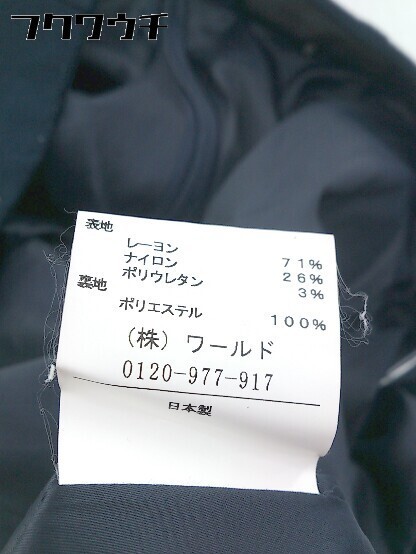 フクワウチ
表地
レーヨン 71%
ナイロン 26%
ポリウレタン 3%
裏地
ポリエステル 100%
(株) ワールド
0120-977-917
日本製